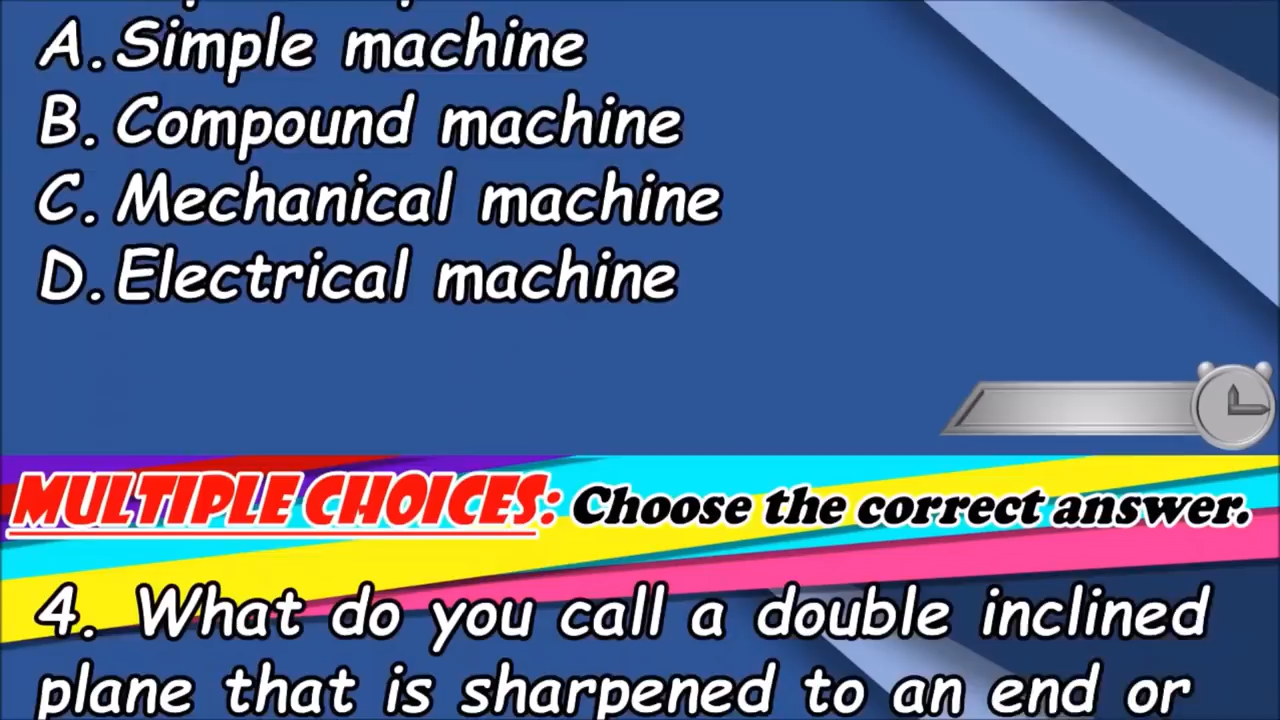 A. Simple machine
B. Compound machine
C. Mechanical machine
D. Electrical machine
MULTIPLE CHOICES: Choose the correct answer.
4. What do you call a double inclined
plane that is sharpened to an end or